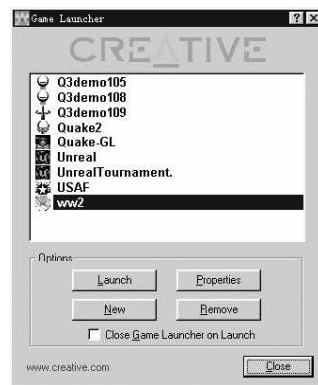 Game Launcher
CREATIVE
Q3demo105
Q3demo108
Q3demo109
Quake2
Quake-GL
Unreal
UnrealTournament.
USAF
ww2
Options
Launch
Properties
New
Remove
Close Game Launcher on Launch
www.creative.com
Close